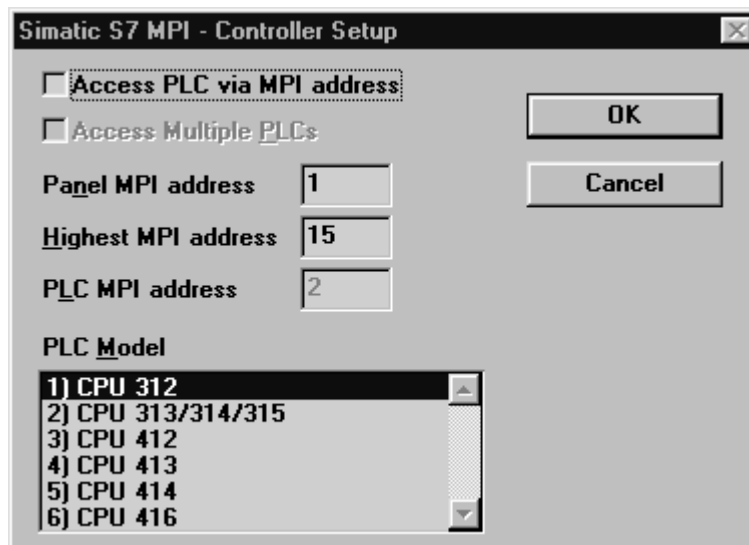 Simatic S7 MPI - Controller Setup
Access PLC via MPI address
Access Multiple PLCs
OK
Cancel
Panel MPI address 1
Highest MPI address 15
PLC MPI address 2
PLC Model
1) CPU 312
2) CPU 313/314/315
3) CPU 412
4) CPU 413
5) CPU 414
6) CPU 416